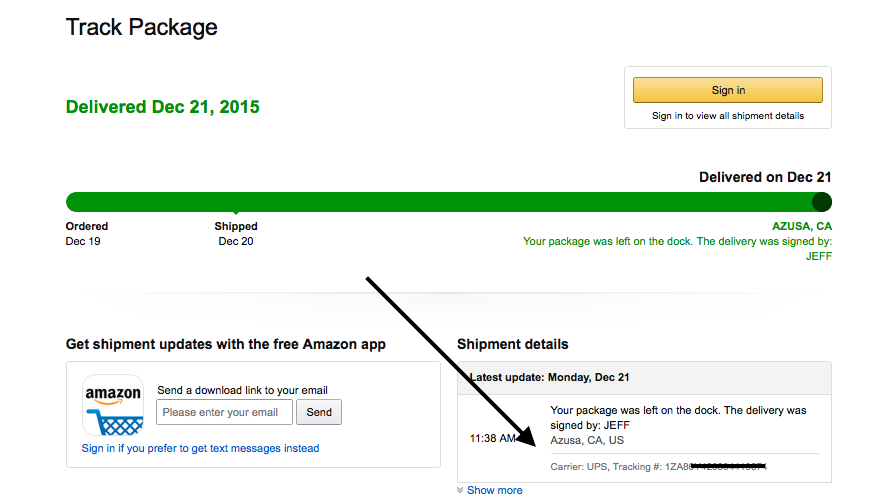 Track Package
Sign in
Sign in to view all shipment details
Delivered Dec 21, 2015
Delivered on Dec 21
Ordered
Dec 19
Shipped
Dec 20
AZUSA, CA
Your package was left on the dock. The delivery was signed by:
JEFF
Get shipment updates with the free Amazon app
amazon
Send a download link to your email
Please enter your email
Send
Sign in if you prefer to get text messages instead
Shipment details
Latest update: Monday, Dec 21
11:38 AM
Your package was left on the dock. The delivery was
signed by: JEFF
Azusa, CA, US
Carrier: UPS, Tracking #:
Show more